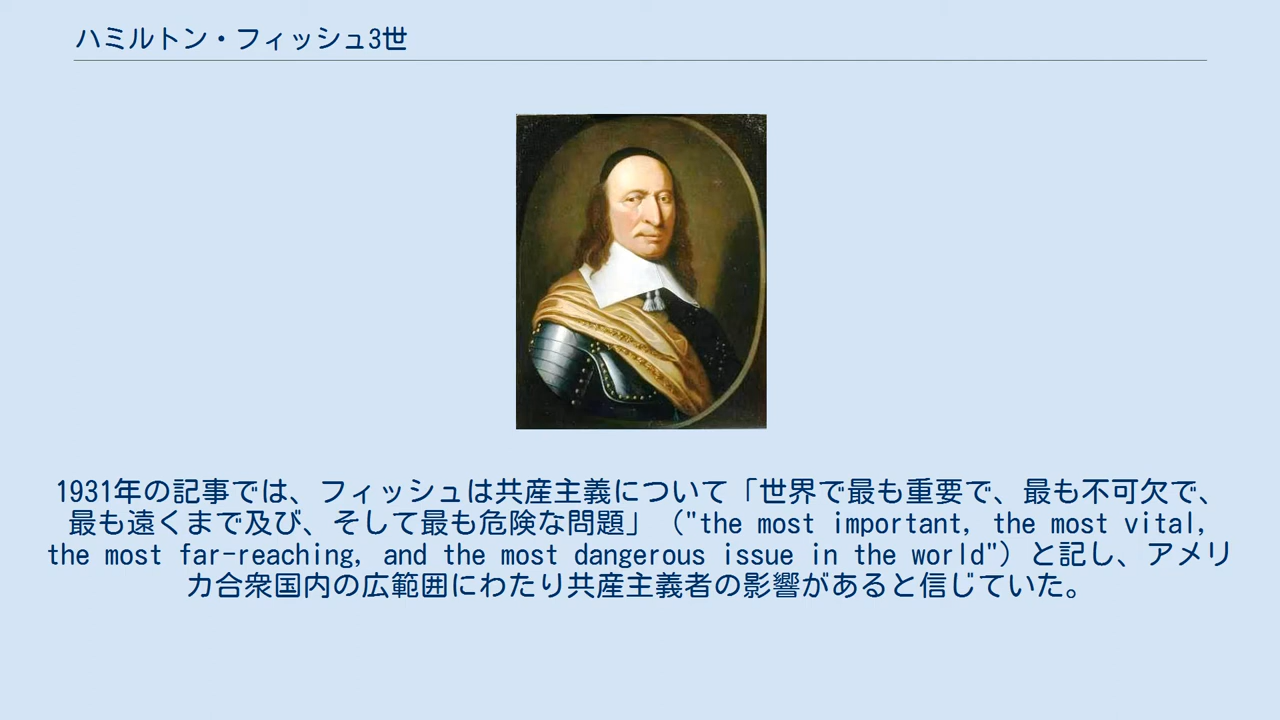 ハミルトン・フィッシュ3世
1931年の記事では、フィッシュは共産主義について「世界で最も重要で、最も不可欠で、
最も遠くまで及び、そして最も危険な問題」 ("the most important, the most vital,
the most far-reaching, and the most dangerous issue in the world"）と記し、アメリ
カ合衆国内の広範囲にわたり共産主義者の影響があると信じていた。